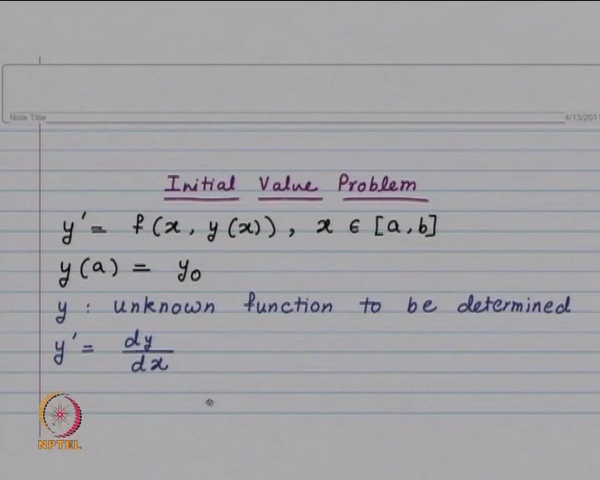 Note Title
4/13/2011
Initial Value Problem
y' = f(x, y(x)), x ∈ [a, b]
y(a) = y₀
y : unknown function to be determined
y' = dy/dx
NPTEL